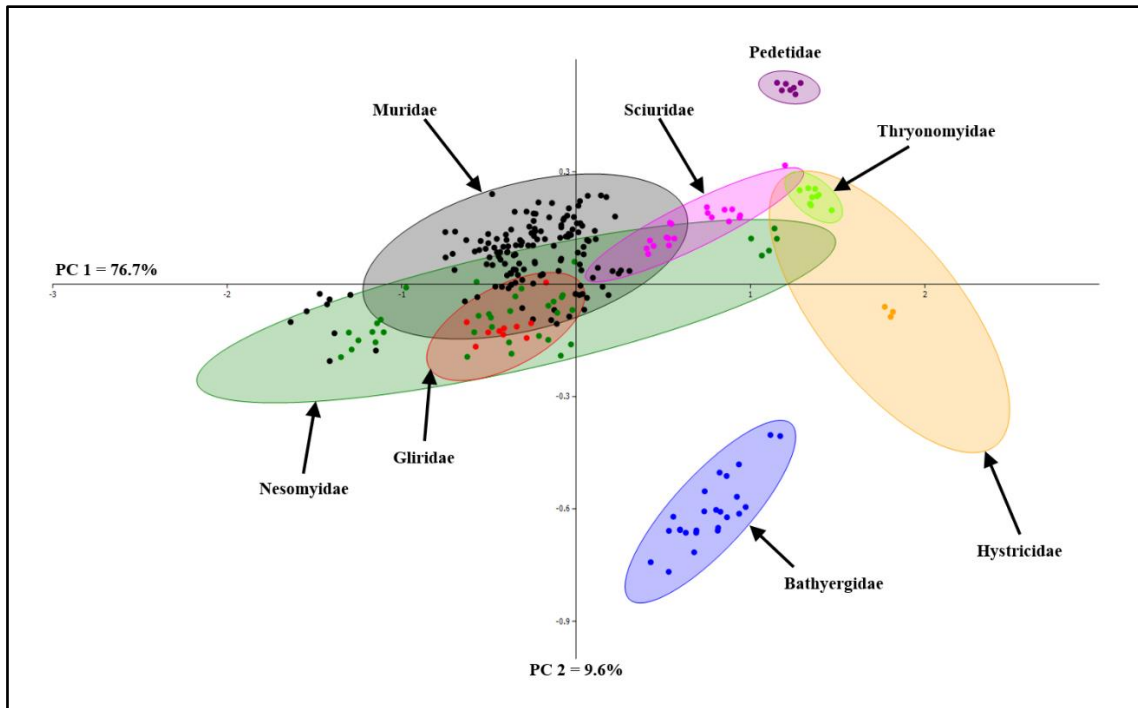 Pedetidae
Muridae
Sciuridae
Thryonomyidae
0.3
PC 1 = 76.7%
-3
-2
-1
1
2
-0.3
Gliridae
Nesomyidae
-0.6
Hystricidae
Bathyergidae
-0.9
PC 2 = 9.6%